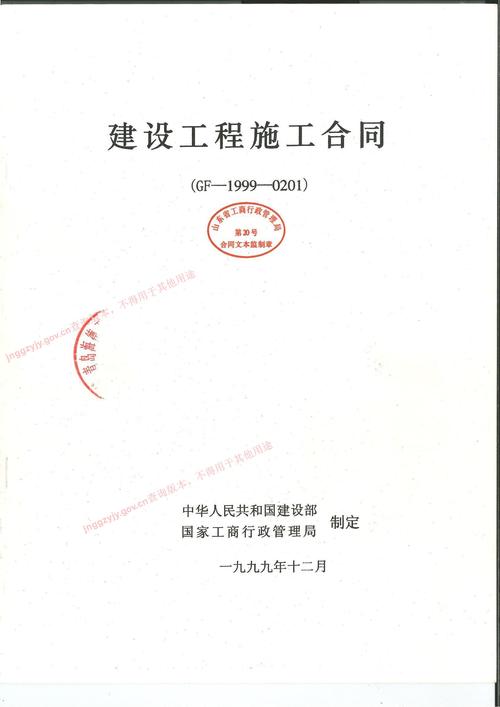 建设工程施工合同
(GF—1999—0201)
山东省工商行政管理局
第20号
合同文本监制章
jnggzyjy.gov.cn查询版本，不得用于其他用途
jnggzyjy.gov.cn查询版本，不得用于其他用途
中华人民共和国建设部
国家工商行政管理局
制定
一九九九年十二月